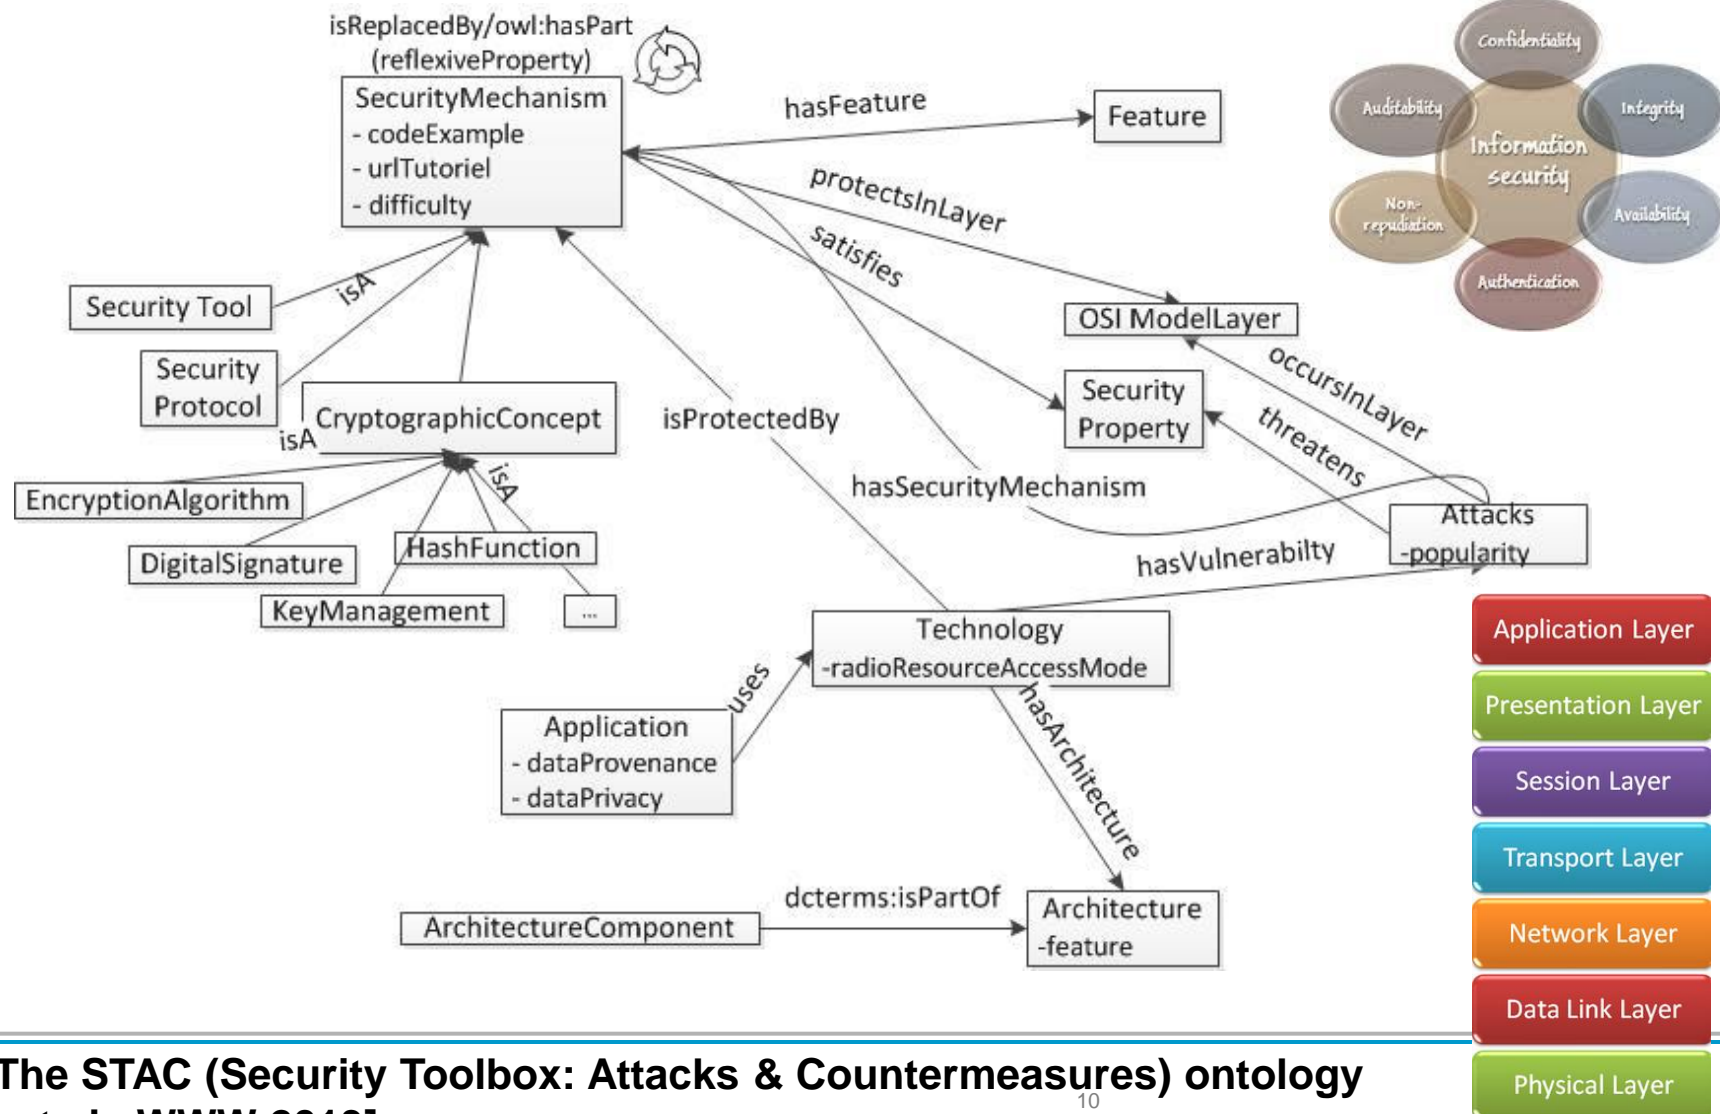 isReplacedBy/owl:hasPart
(reflexiveProperty)
SecurityMechanism
- codeExample
- urlTutoriel
- difficulty
hasFeature
Feature
protectsInLayer
satisfies
OSI ModelLayer
Security
Property
occursInLayer
threatens
isA
Security Tool
Security
Protocol
isA
CryptographicConcept
isA
EncryptionAlgorithm
DigitalSignature
HashFunction
KeyManagement
...
isProtectedBy
hasSecurityMechanism
Attacks
-popularity
hasVulnerabilty
Technology
-radioResourceAccessMode
uses
Application
- dataProvenance
- dataPrivacy
hasArchitecture
ArchitectureComponent
dcterms:isPartOf
Architecture
-feature
Confidentiality
Auditability
Integrity
Information
security
Non-
repudiation
Availability
Authentication
Application Layer
Presentation Layer
Session Layer
Transport Layer
Network Layer
Data Link Layer
Physical Layer
The STAC (Security Toolbox: Attacks & Countermeasures) ontology
10